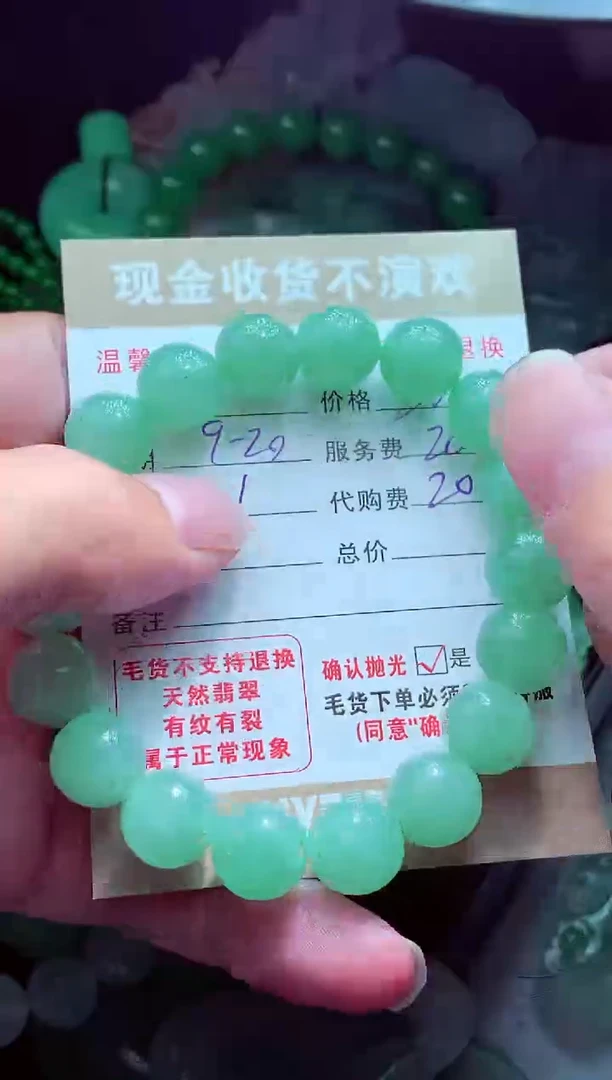 现金收货不演戏
温馨 退换
价格
9-20 服务费
1 代购费 20
总价
备注
毛货不支持退换
天然翡翠
有纹有裂
属于正常现象
确认抛光 是
毛货下单必须
(同意"确